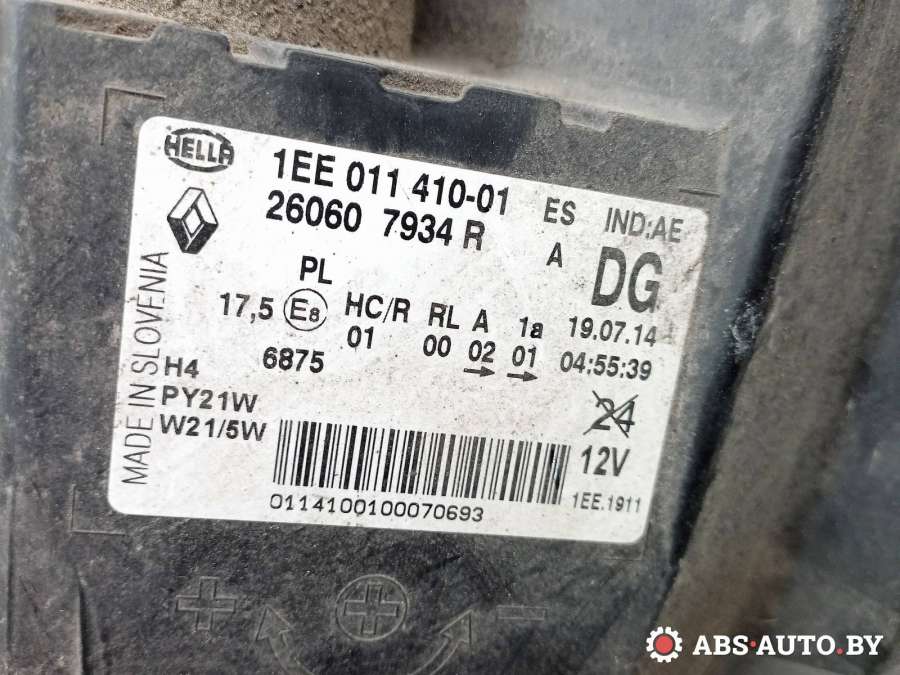 HELLA
1EE 011 410-01 ES IND:AE
26060 7934 R A DG
PL
17,5 E8 HC/R RL A 1a 19.07.14
01 00 02 01 04:55:39
H4 6875
PY21W 24
W21/5W 12V
1EE.1911
0114100100070693
MADE IN SLOVENIA
ABS-AUTO.BY